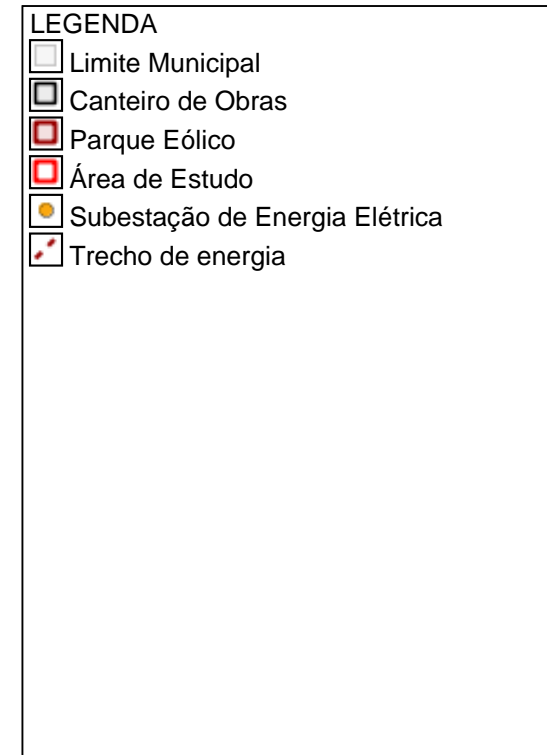 LEGENDA
Limite Municipal
Canteiro de Obras
Parque Eólico
Área de Estudo
Subestação de Energia Elétrica
Trecho de energia